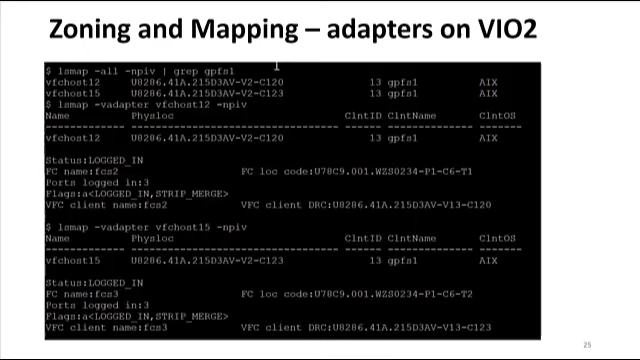 Zoning and Mapping – adapters on VIO2
$ lsmap -all -npiv | grep gpfs1
vfchost12 U8286.41A.215D3AV-V2-C120 13 gpfs1 AIX
vfchost15 U8286.41A.215D3AV-V2-C123 13 gpfs1 AIX
$ lsmap -vadapter vfchost12 -npiv
Name Physloc ClntID ClntName ClntOS
------------- ---------------------------------- ------ -------------- -------
vfchost12 U8286.41A.215D3AV-V2-C120 13 gpfs1 AIX
Status:LOGGED_IN
FC name:fcs2 FC loc code:U78C9.001.WZS0234-P1-C6-T1
Ports logged in:3
Flags:a<LOGGED_IN,STRIP_MERGE>
VFC client name:fcs2 VFC client DRC:U8286.41A.215D3AV-V13-C120
$ lsmap -vadapter vfchost15 -npiv
Name Physloc ClntID ClntName ClntOS
------------- ---------------------------------- ------ -------------- -------
vfchost15 U8286.41A.215D3AV-V2-C123 13 gpfs1 AIX
Status:LOGGED_IN
FC name:fcs3 FC loc code:U78C9.001.WZS0234-P1-C6-T2
Ports logged in:3
Flags:a<LOGGED_IN,STRIP_MERGE>
VFC client name:fcs3 VFC client DRC:U8286.41A.215D3AV-V13-C123
25